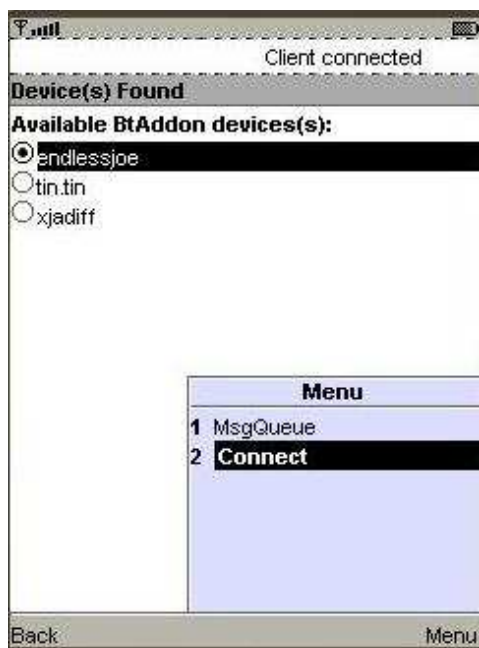 Client connected
Device(s) Found
Available BtAddon devices(s):
endlessjoe
tin.tin
xjadiff
Menu
1 MsgQueue
2 Connect
Back Menu